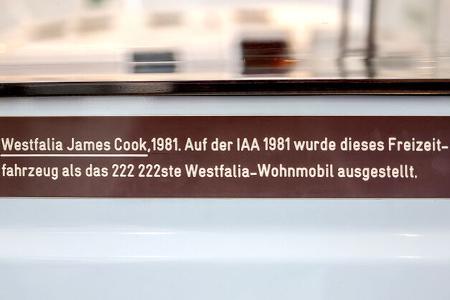 Westfalia James Cook,1981. Auf der IAA 1981 wurde dieses Freizeit-
fahrzeug als das 222 222ste Westfalia-Wohnmobil ausgestellt.